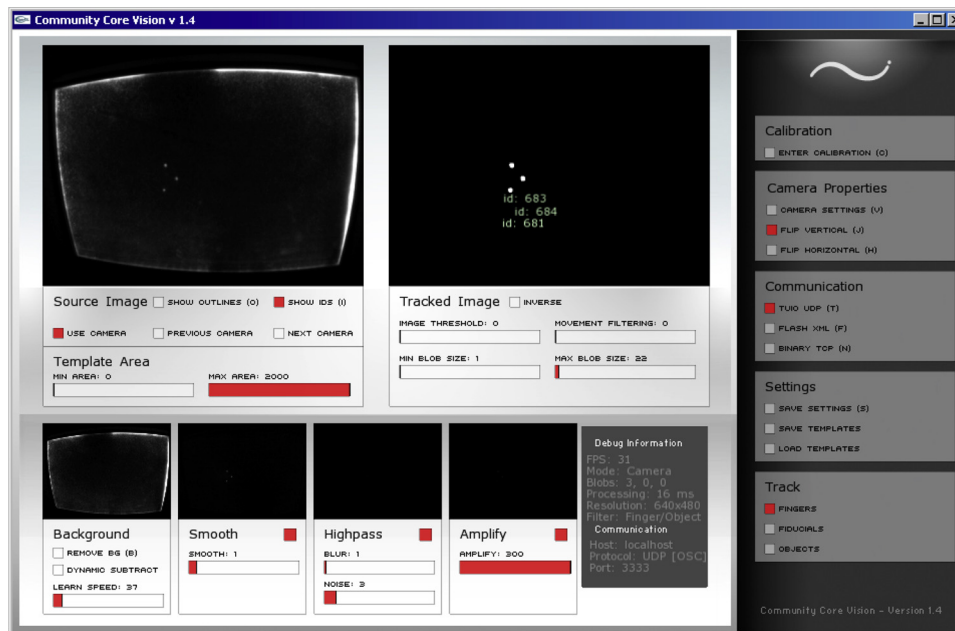 Community Core Vision v 1.4
id: 683
id: 684
id: 681
Source Image
SHOW OUTLINES (O)
SHOW IDS (I)
USE CAMERA
PREVIOUS CAMERA
NEXT CAMERA
Template Area
MIN AREA: 0
MAX AREA: 2000
Tracked Image
INVERSE
IMAGE THRESHOLD: 0
MOVEMENT FILTERING: 0
MIN BLOB SIZE: 1
MAX BLOB SIZE: 22
Background
REMOVE BG (B)
DYNAMIC SUBTRACT
LEARN SPEED: 37
Smooth
SMOOTH: 1
Highpass
BLUR: 1
NOISE: 3
Amplify
AMPLIFY: 300
Debug Information
FPS: 31
Mode: Camera
Blobs: 3, 0, 0
Processing: 16 ms
Resolution: 640x480
Filter: Finger/Object
Communication
Host: localhost
Protocol: UDP [OSC]
Port: 3333
Calibration
ENTER CALIBRATION (C)
Camera Properties
CAMERA SETTINGS (V)
FLIP VERTICAL (J)
FLIP HORIZONTAL (H)
Communication
TUIO UDP (T)
FLASH XML (F)
BINARY TCP (N)
Settings
SAVE SETTINGS (S)
SAVE TEMPLATES
LOAD TEMPLATES
Track
FINGERS
FIDUCIALS
OBJECTS
Community Core Vision - Version 1.4